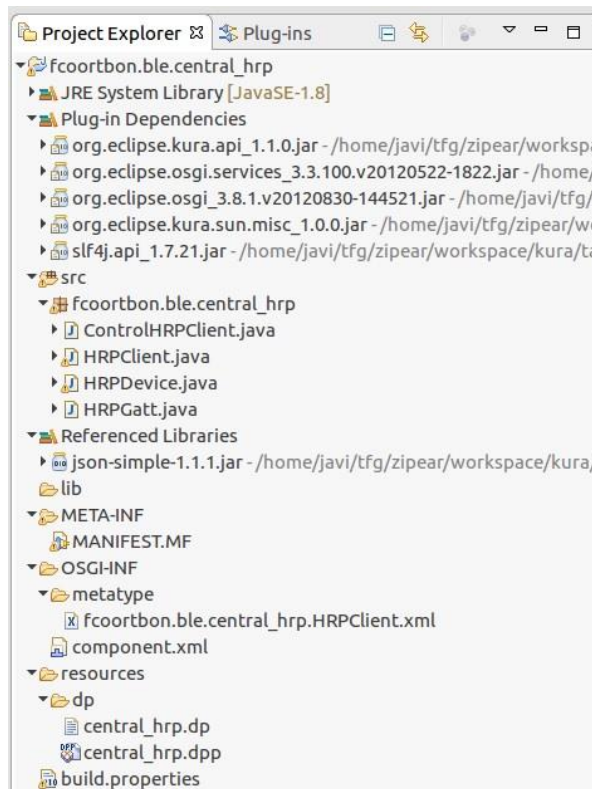 Project Explorer Plug-ins
fcoortbon.ble.central_hrp
JRE System Library [JavaSE-1.8]
Plug-in Dependencies
org.eclipse.kura.api_1.1.0.jar - /home/javi/tfg/zipear/workspa
org.eclipse.osgi.services_3.3.100.v20120522-1822.jar - /home/
org.eclipse.osgi_3.8.1.v20120830-144521.jar - /home/javi/tfg/
org.eclipse.kura.sun.misc_1.0.0.jar - /home/javi/tfg/zipear/wo
slf4j.api_1.7.21.jar - /home/javi/tfg/zipear/workspace/kura/ta
src
fcoortbon.ble.central_hrp
ControlHRPClient.java
HRPClient.java
HRPDevice.java
HRPGatt.java
Referenced Libraries
json-simple-1.1.1.jar - /home/javi/tfg/zipear/workspace/kura/
lib
META-INF
MANIFEST.MF
OSGI-INF
metatype
fcoortbon.ble.central_hrp.HRPClient.xml
component.xml
resources
dp
central_hrp.dp
central_hrp.dpp
build.properties